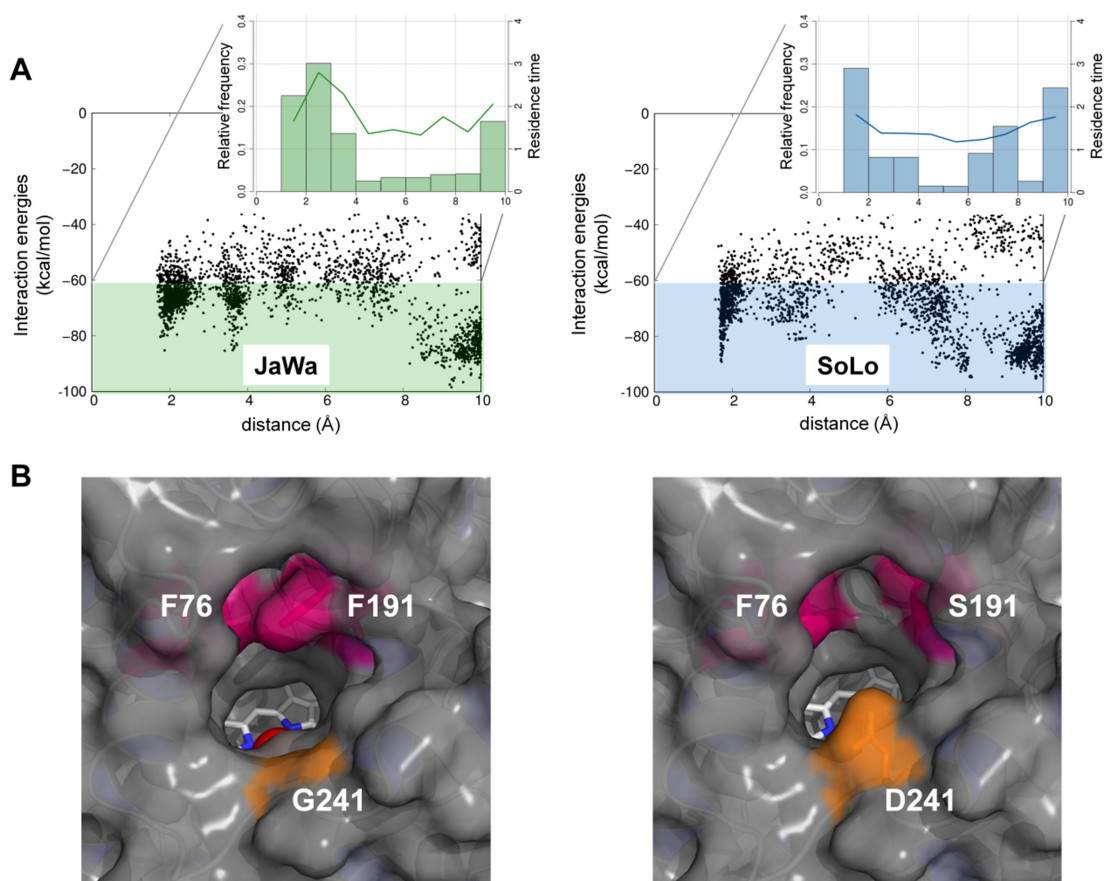 A
Relative frequency
0.4
0.3
0.2
0.1
0.0
0 2 4 6 8 10
4
3
2
1
0
Residence time
Interaction energies
(kcal/mol)
0
−20
−40
−60
−80
-100
JaWa
0 2 4 6 8 10
distance (Å)
Relative frequency
0.4
0.3
0.2
0.1
0.0
0 2 4 6 8 10
4
3
2
1
0
Residence time
Interaction energies
(kcal/mol)
0
−20
−40
−60
−80
-100
SoLo
0 2 4 6 8 10
distance (Å)
B
F76 F191
G241
F76 S191
D241